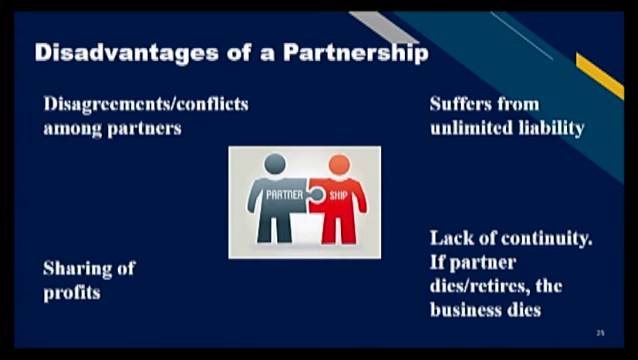 Disadvantages of a Partnership
Disagreements/conflicts
among partners
Suffers from
unlimited liability
PARTNER
SHIP
Sharing of
profits
Lack of continuity.
If partner
dies/retires, the
business dies
25